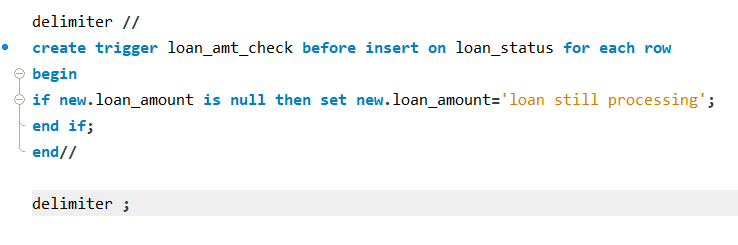 delimiter //
create trigger loan_amt_check before insert on loan_status for each row
begin
if new.loan_amount is null then set new.loan_amount='loan still processing';
end if;
end//
delimiter ;